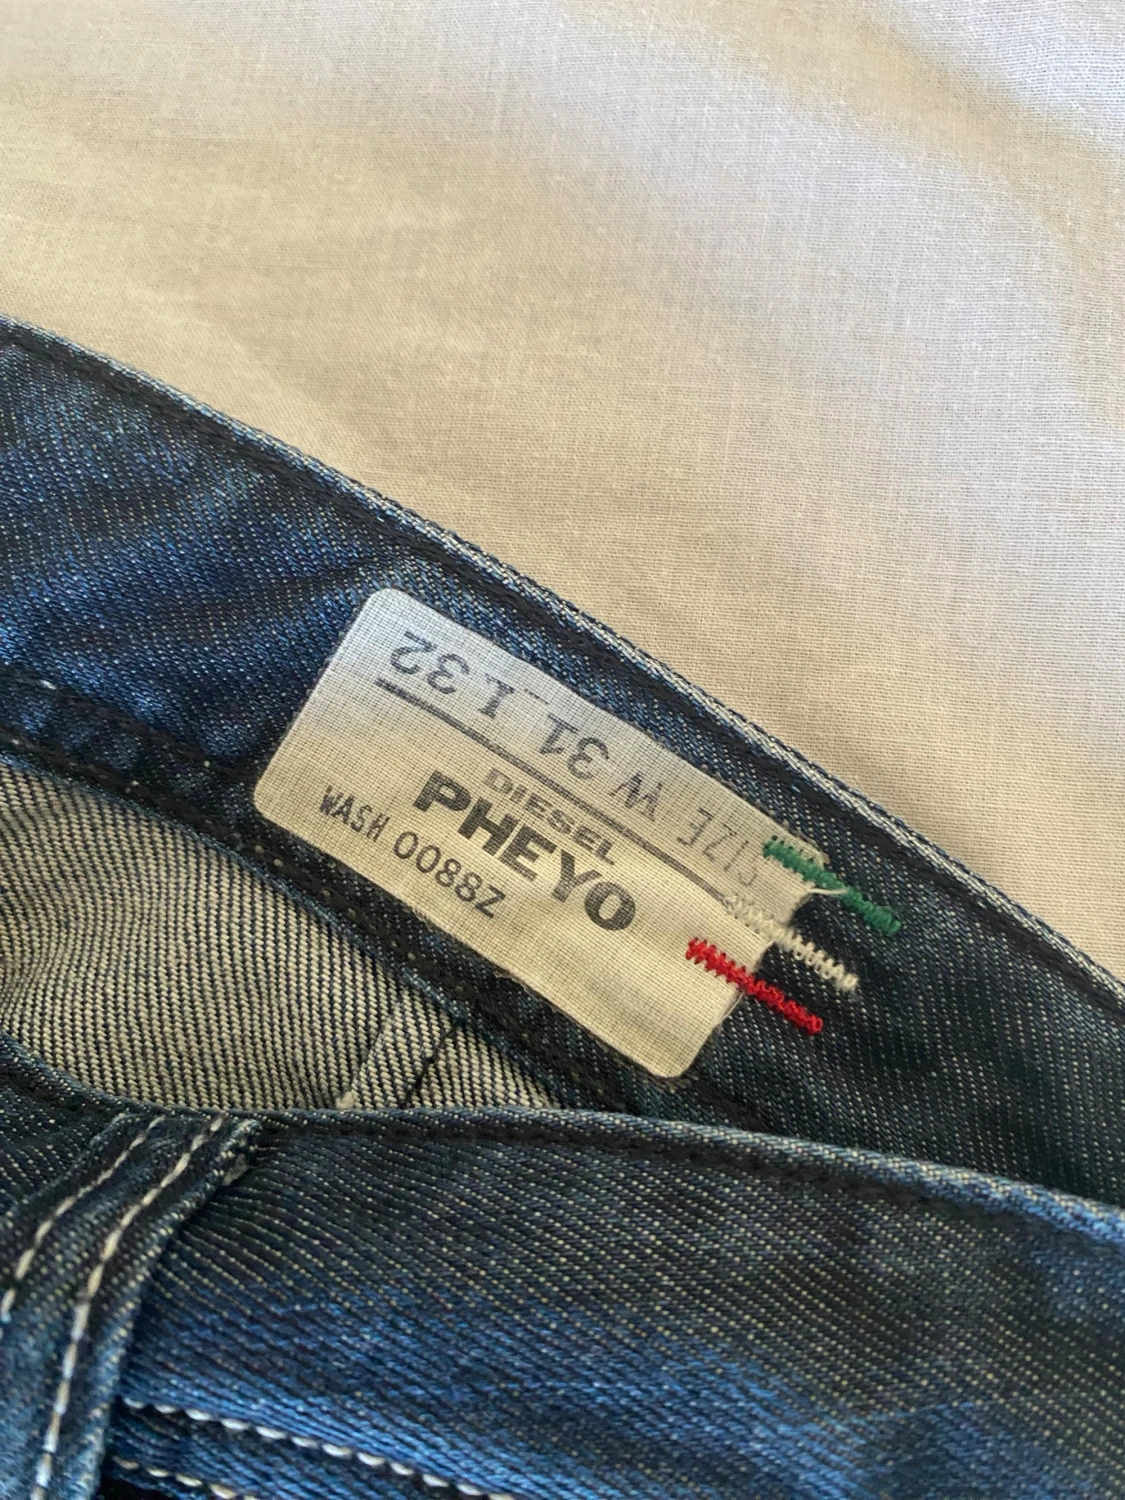 SIZE W 31 L 32
DIESEL
PHEYO
WASH 0088Z